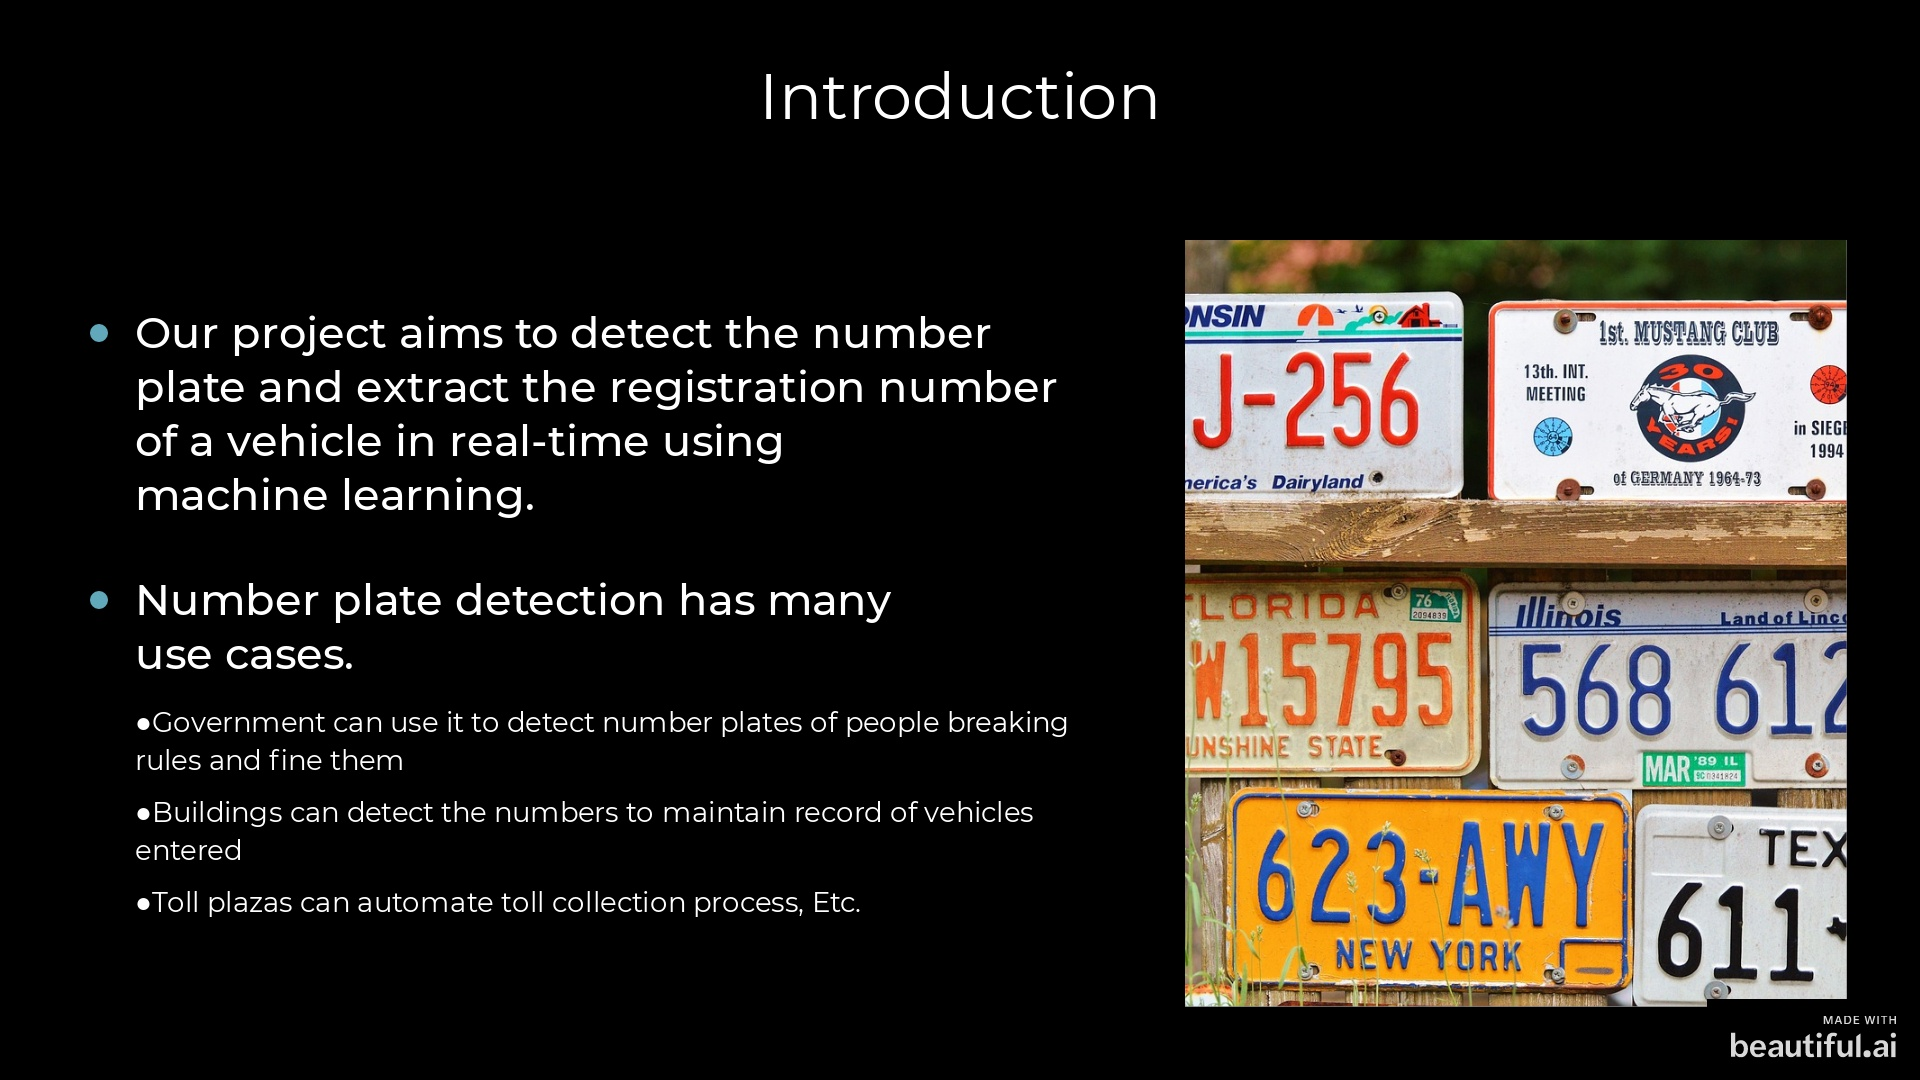 Introduction
● Our project aims to detect the number
plate and extract the registration number
of a vehicle in real-time using
machine learning.
● Number plate detection has many
use cases.
●Government can use it to detect number plates of people breaking
rules and fine them
●Buildings can detect the numbers to maintain record of vehicles
entered
●Toll plazas can automate toll collection process, Etc.
ONSIN
J-256
erica's Dairyland
1st. MUSTANG CLUB
13th. INT.
MEETING
30
YEARS!
in SIEGE
1994
of GERMANY 1964-73
LORIDA
76
2094839
W15795
UNSHINE STATE
Illinois
Land of Linc
568 612
MAR '89 IL
623-AWY
NEW YORK
TEX
611
MADE WITH
beautiful.ai